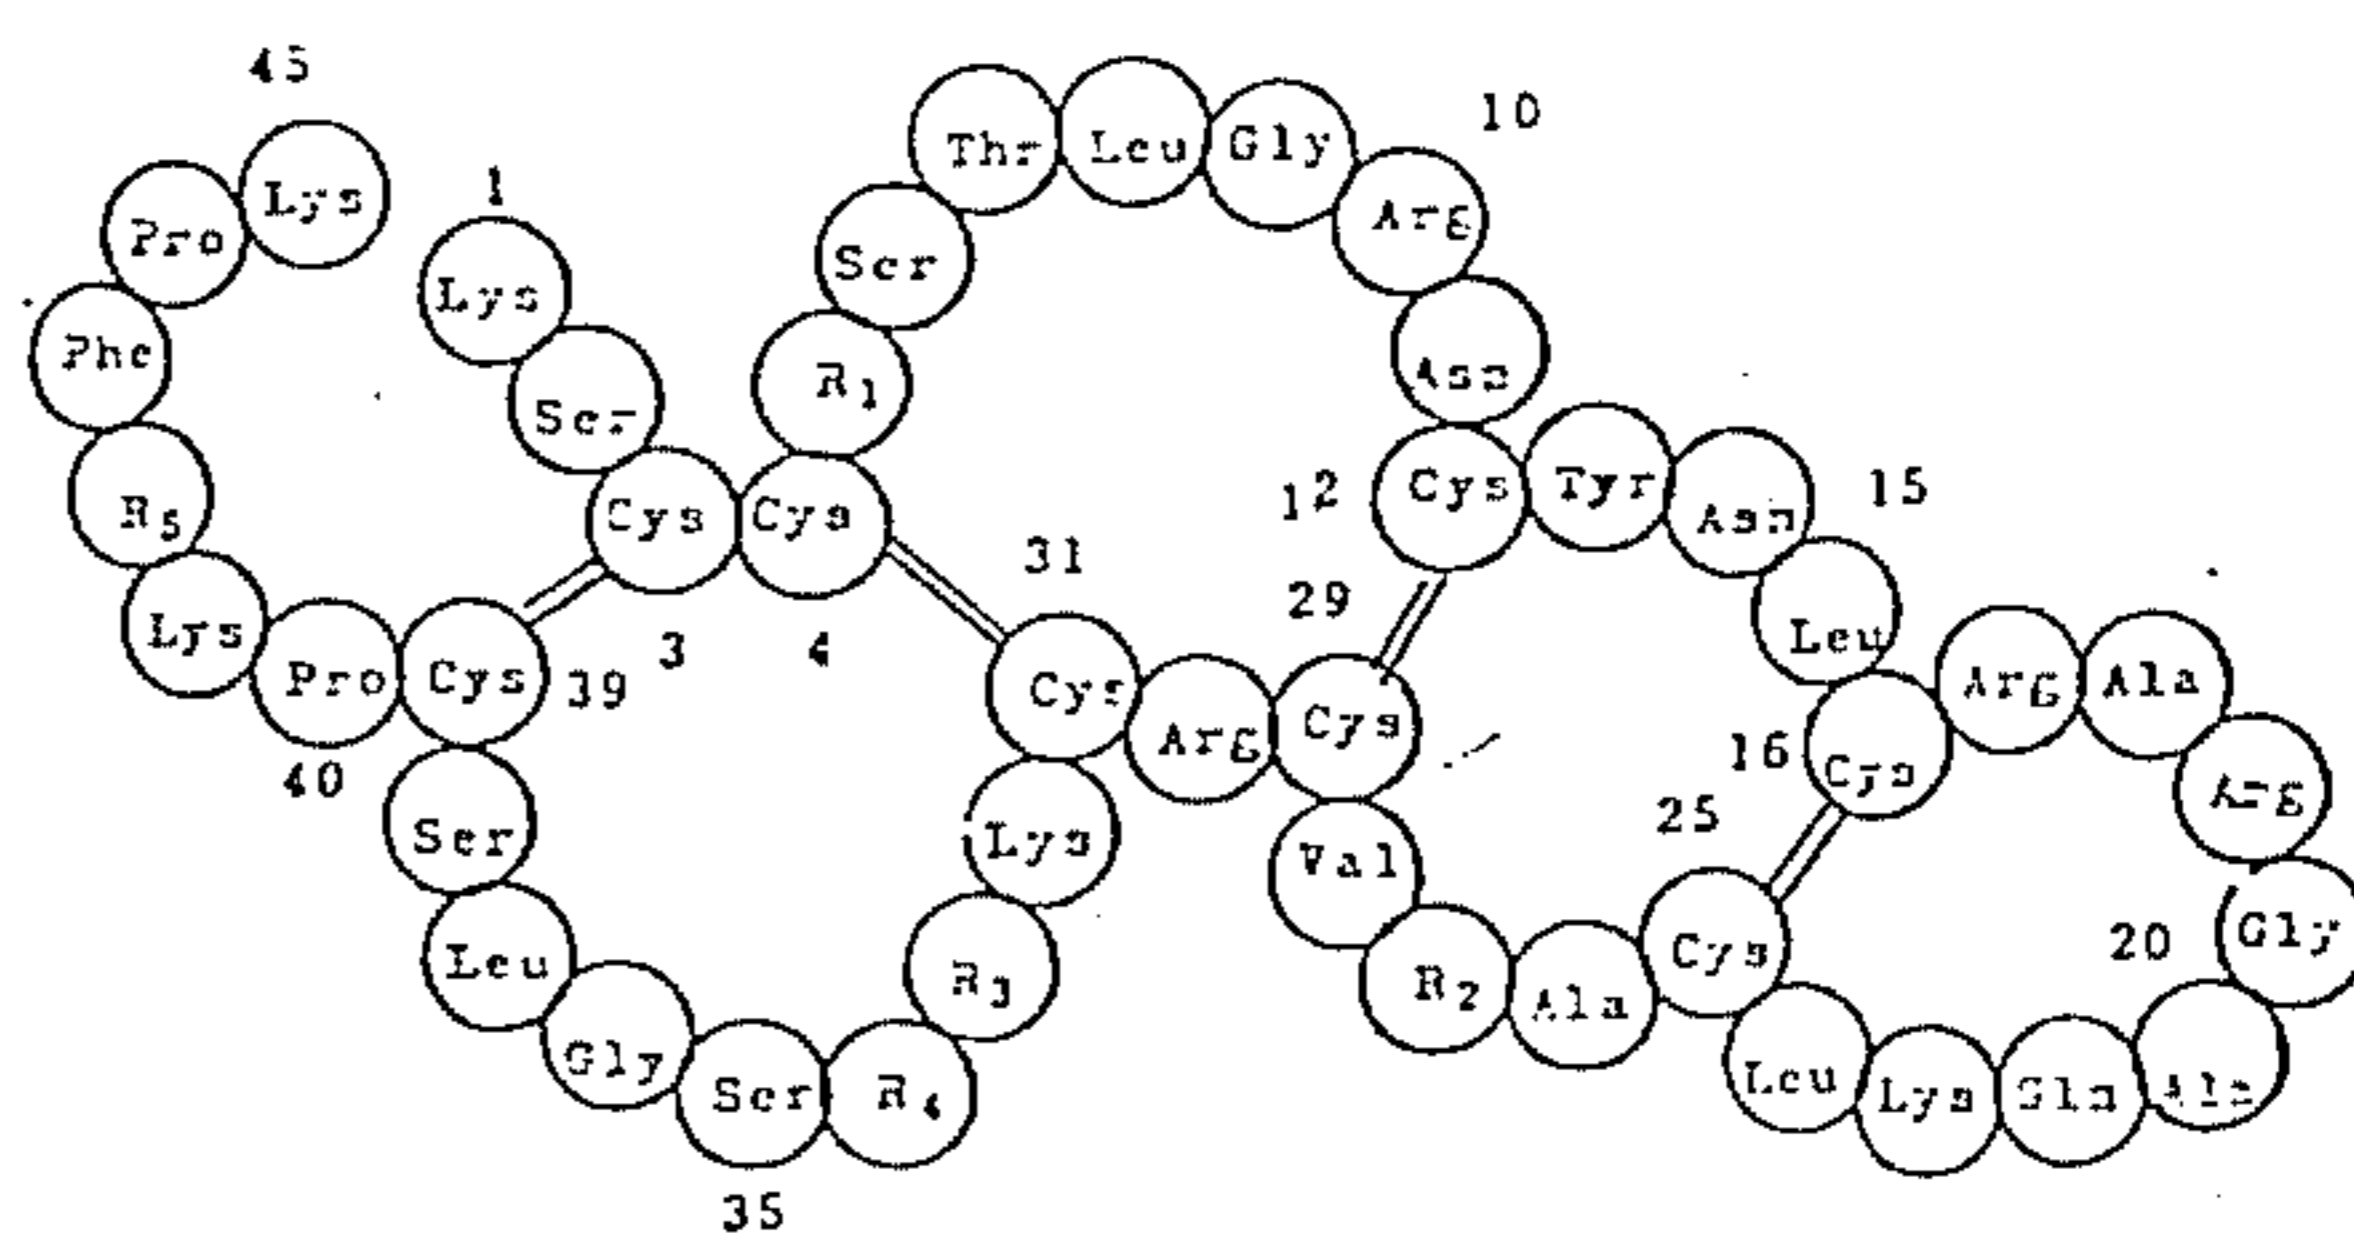 1
Lys
Ser
Cys
3
Cys
4
R1
Ser
Thr
Leu
Gly
Arg
10
Asn
Cys
12
Tyr
Asn
Leu
15
Cys
16
Arg
Ala
Arg
Gly
20
Ala
Gln
Lys
Leu
Cys
25
Ala
R2
Val
Cys
29
Arg
Cys
31
Lys
R3
R4
Ser
35
Gly
Leu
Ser
Cys
39
Pro
40
Lys
R5
Phe
Pro
Lys
45